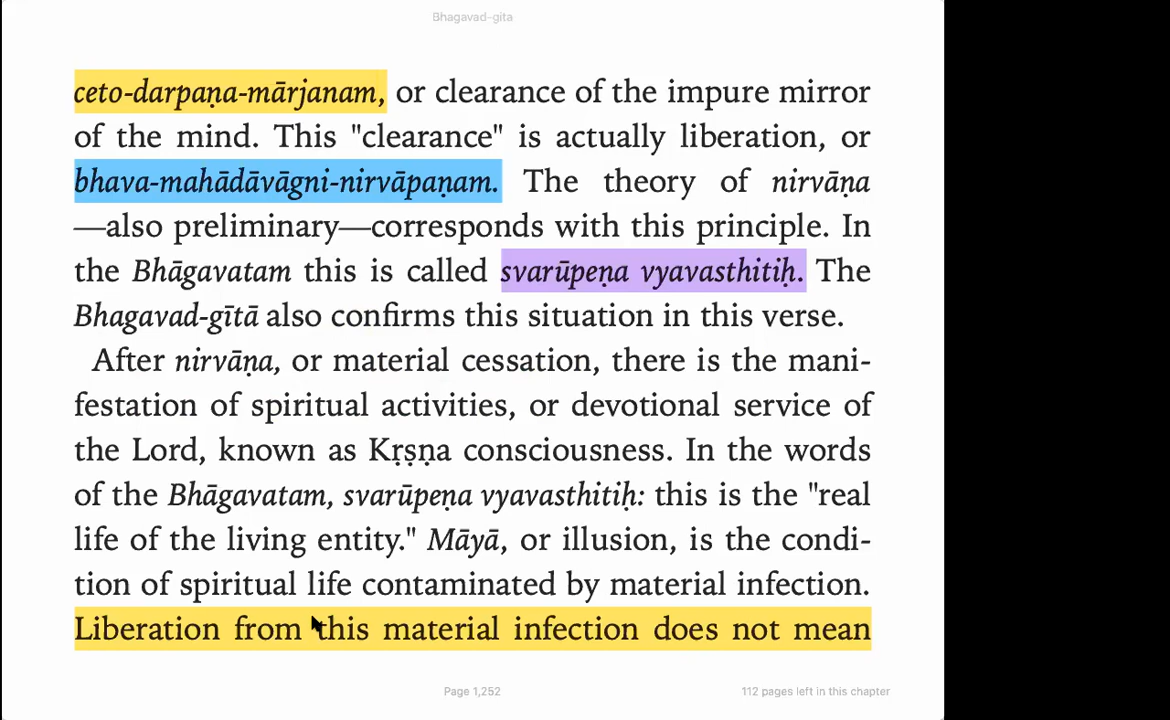 Bhagavad-gita
ceto-darpaṇa-mārjanam, or clearance of the impure mirror
of the mind. This "clearance" is actually liberation, or
bhava-mahādāvāgni-nirvāpaṇam. The theory of nirvāṇa
—also preliminary—corresponds with this principle. In
the Bhāgavatam this is called svarūpeṇa vyavasthitiḥ. The
Bhagavad-gītā also confirms this situation in this verse.
After nirvāṇa, or material cessation, there is the mani-
festation of spiritual activities, or devotional service of
the Lord, known as Kṛṣṇa consciousness. In the words
of the Bhāgavatam, svarūpeṇa vyavasthitiḥ: this is the "real
life of the living entity." Māyā, or illusion, is the condi-
tion of spiritual life contaminated by material infection.
Liberation from this material infection does not mean
Page 1,252
112 pages left in this chapter